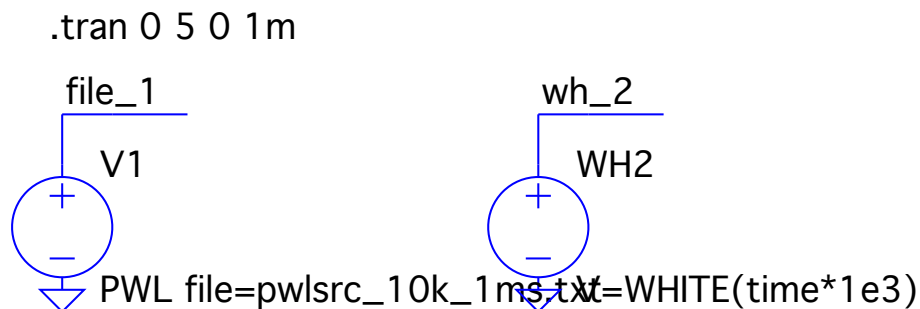 .tran 0 5 0 1m
file_1
wh_2
V1
WH2
PWL file=pwlsrc_10k_1ms.txt
V=WHITE(time*1e3)